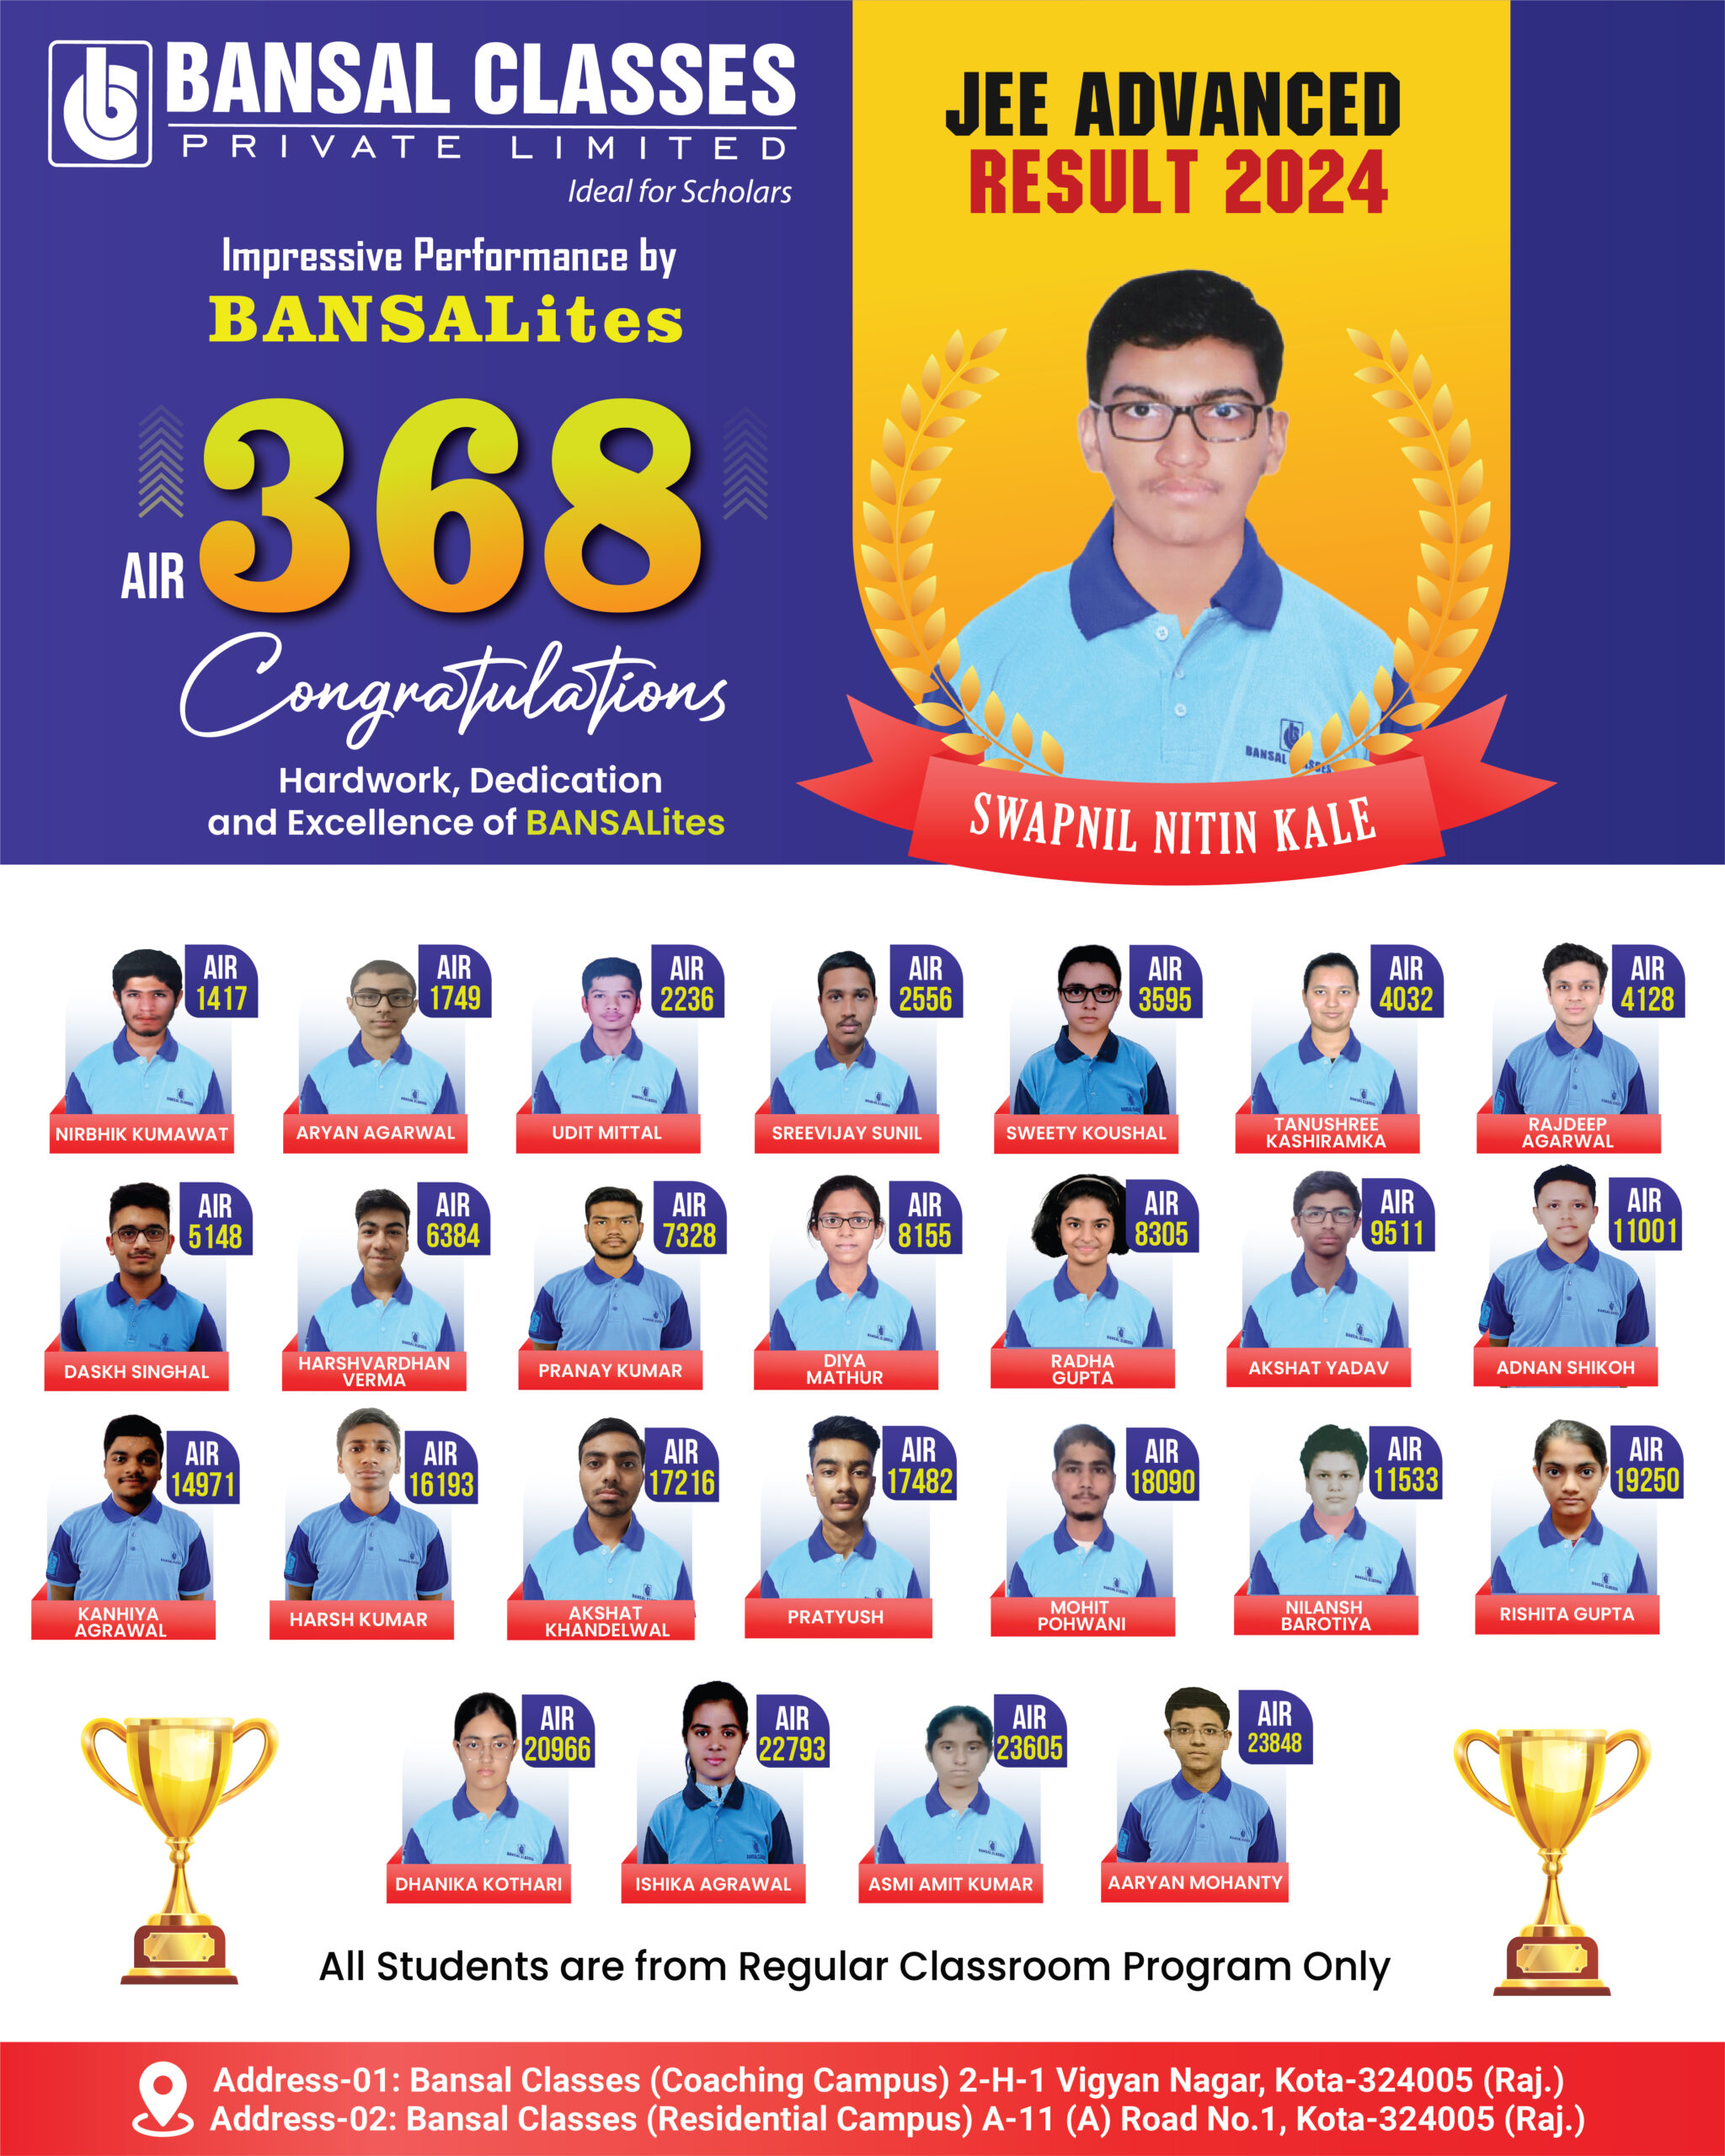 BANSAL CLASSES
PRIVATE LIMITED
Ideal for Scholars
Impressive Performance by
BANSALites
AIR 368
Congratulations
Hardwork, Dedication
and Excellence of BANSALites
JEE ADVANCED
RESULT 2024
BANSAL CLASSES
SWAPNIL NITIN KALE
AIR
1417
NIRBHIK KUMAWAT
AIR
1749
ARYAN AGARWAL
AIR
2236
UDIT MITTAL
AIR
2556
SREEVIJAY SUNIL
AIR
3595
SWEETY KOUSHAL
AIR
4032
TANUSHREE
KASHIRAMKA
AIR
4128
RAJDEEP
AGARWAL
AIR
5148
DASKH SINGHAL
AIR
6384
HARSHVARDHAN
VERMA
AIR
7328
PRANAY KUMAR
AIR
8155
DIYA
MATHUR
AIR
8305
RADHA
GUPTA
AIR
9511
AKSHAT YADAV
AIR
11001
ADNAN SHIKOH
AIR
14971
KANHIYA
AGRAWAL
AIR
16193
HARSH KUMAR
AIR
17216
AKSHAT
KHANDELWAL
AIR
17482
PRATYUSH
AIR
18090
MOHIT
POHWANI
AIR
11533
NILANSH
BAROTIYA
AIR
19250
RISHITA GUPTA
AIR
20966
DHANIKA KOTHARI
AIR
22793
ISHIKA AGRAWAL
AIR
23605
ASMI AMIT KUMAR
AIR
23848
AARYAN MOHANTY
All Students are from Regular Classroom Program Only
Address-01: Bansal Classes (Coaching Campus) 2-H-1 Vigyan Nagar, Kota-324005 (Raj.)
Address-02: Bansal Classes (Residential Campus) A-11 (A) Road No.1, Kota-324005 (Raj.)